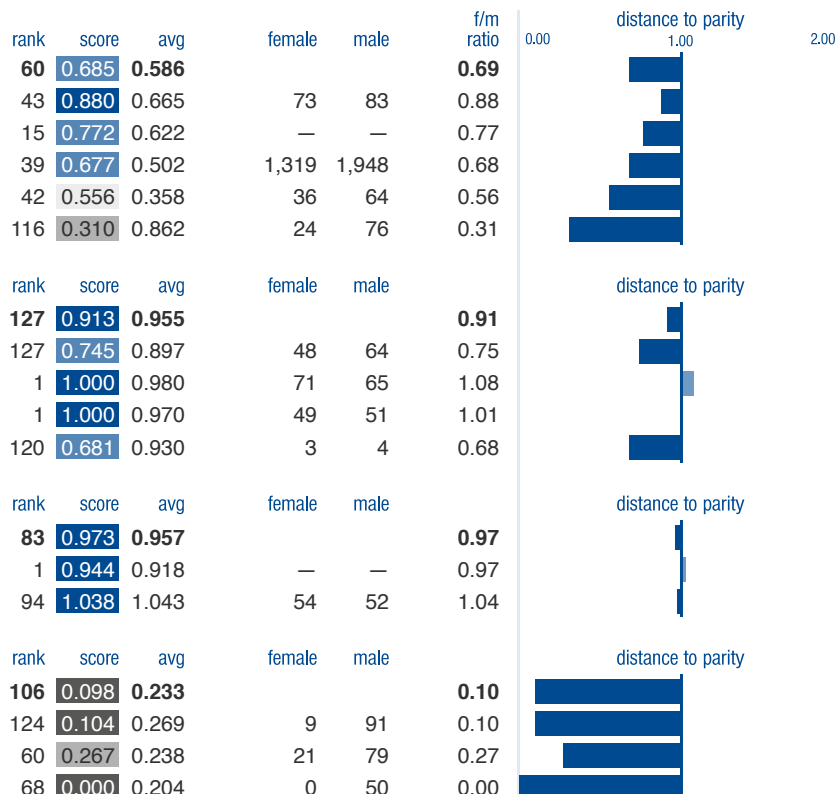 f/m distance to parity
rank score avg female male ratio 0.00 1.00 2.00
60 0.685 0.586 0.69
43 0.880 0.665 73 83 0.88
15 0.772 0.622 — — 0.77
39 0.677 0.502 1,319 1,948 0.68
42 0.556 0.358 36 64 0.56
116 0.310 0.862 24 76 0.31
rank score avg female male distance to parity
127 0.913 0.955 0.91
127 0.745 0.897 48 64 0.75
1 1.000 0.980 71 65 1.08
1 1.000 0.970 49 51 1.01
120 0.681 0.930 3 4 0.68
rank score avg female male distance to parity
83 0.973 0.957 0.97
1 0.944 0.918 — — 0.97
94 1.038 1.043 54 52 1.04
rank score avg female male distance to parity
106 0.098 0.233 0.10
124 0.104 0.269 9 91 0.10
60 0.267 0.238 21 79 0.27
68 0.000 0.204 0 50 0.00